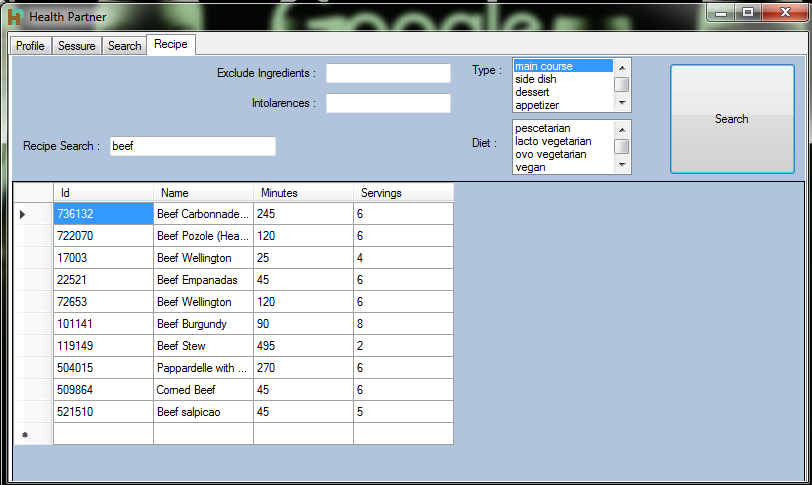 Health Partner
Profile Sessure Search Recipe
Exclude Ingredients :
Intolarences :
Recipe Search : beef
Type : main course
side dish
dessert
appetizer
Diet : pescetarian
lacto vegetarian
ovo vegetarian
vegan
Search
Id Name Minutes Servings
736132 Beef Carbonnade... 245 6
722070 Beef Pozole (Hea... 120 6
17003 Beef Wellington 25 4
22521 Beef Empanadas 45 6
72653 Beef Wellington 120 6
101141 Beef Burgundy 90 8
119149 Beef Stew 495 2
504015 Pappardelle with ... 270 6
509864 Corned Beef 45 6
521510 Beef salpicao 45 5